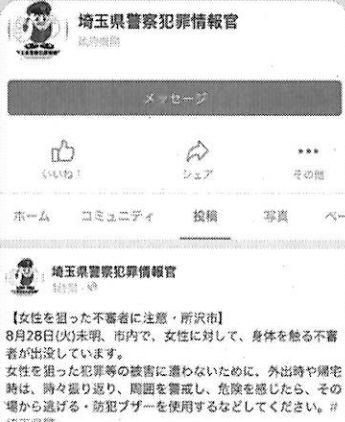 埼玉県警察犯罪情報官
政府機関
メッセージ
いいね！
シェア
その他
ホーム
コミュニティ
投稿
写真
ペー
埼玉県警察犯罪情報官
【女性を狙った不審者に注意・所沢市】
8月28日(火)未明、市内で、女性に対して、身体を触る不審
者が出没しています。
女性を狙った犯罪等の被害に遭わないために、外出時や帰宅
時は、時々振り返り、周囲を警戒し、危険を感じたら、その
場から逃げる・防犯ブザーを使用するなどしてください。#